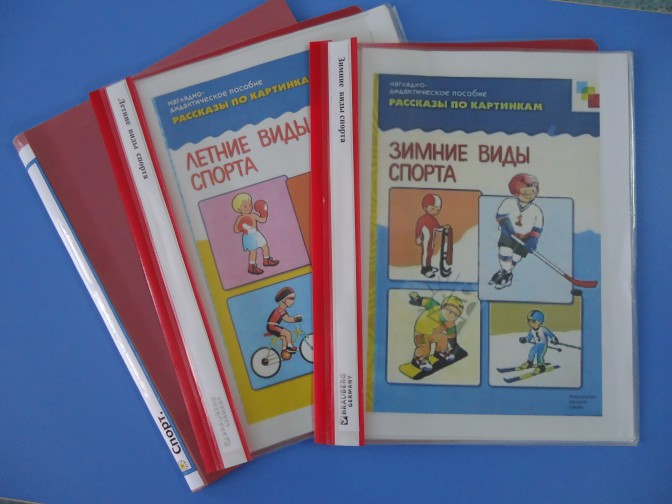 спорт.
Летние виды спорта
наглядно-
дидактическое пособие
РАССКАЗЫ ПО КАРТИНКАМ
ЛЕТНИЕ ВИДЫ
СПОРТА
Зимние виды спорта
BRAUBERG
GERMANY
наглядно-
дидактическое пособие
РАССКАЗЫ ПО КАРТИНКАМ
ЗИМНИЕ ВИДЫ
СПОРТА
1